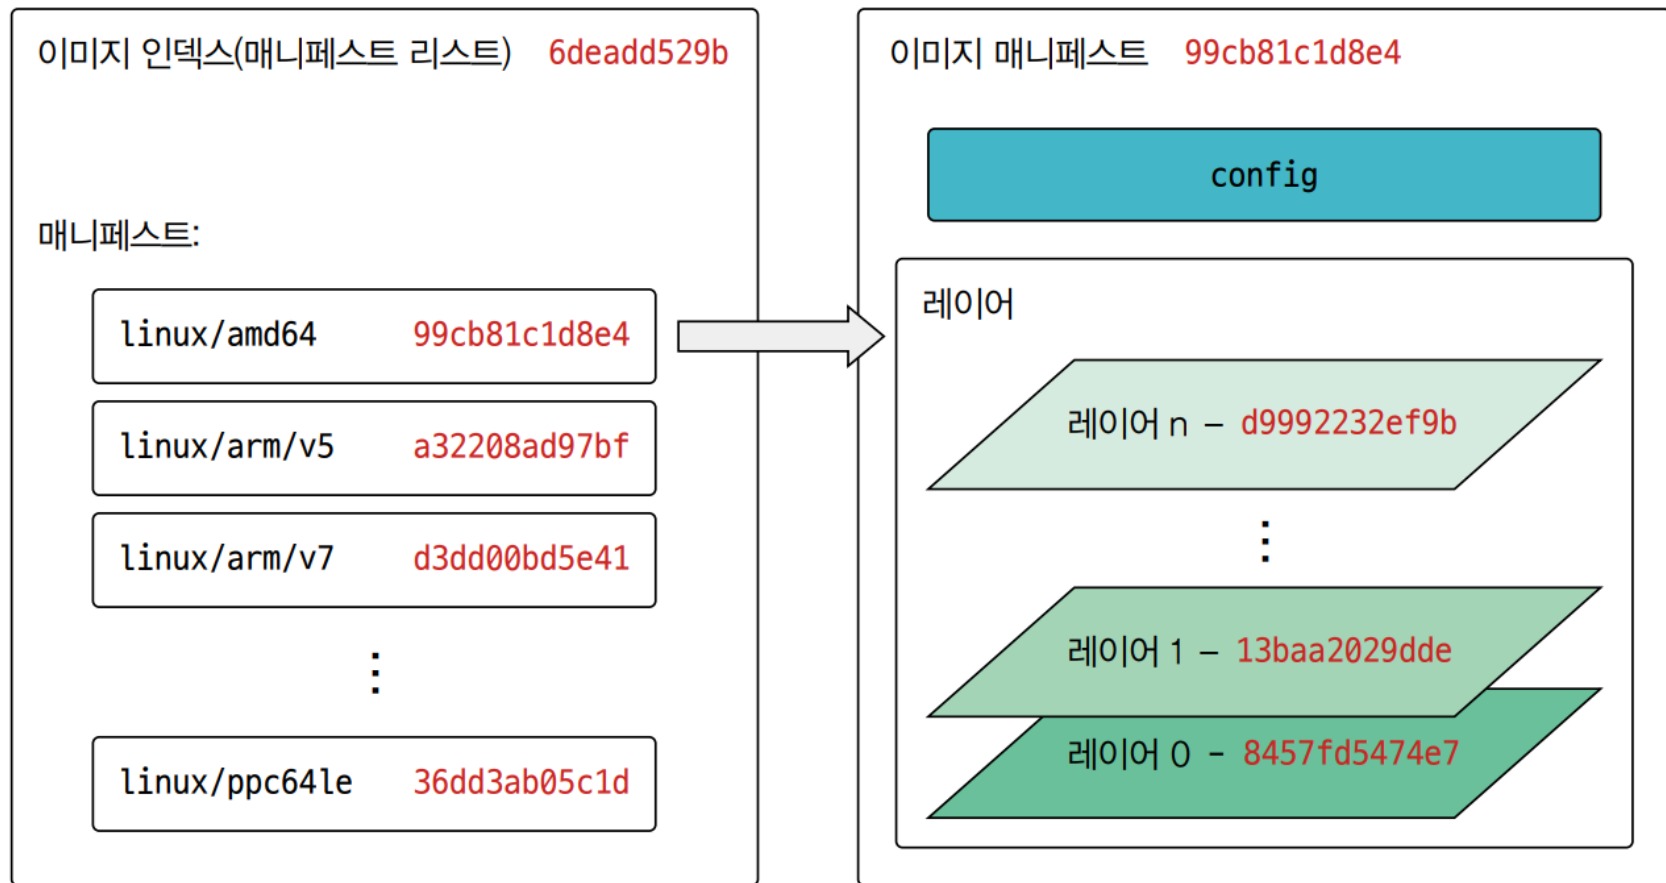 이미지 인덱스(매니페스트 리스트) 6deadd529b
매니페스트:
linux/amd64 99cb81c1d8e4
linux/arm/v5 a32208ad97bf
linux/arm/v7 d3dd00bd5e41
⋮
linux/ppc64le 36dd3ab05c1d
이미지 매니페스트 99cb81c1d8e4
config
레이어
레이어 n – d9992232ef9b
⋮
레이어 1 – 13baa2029dde
레이어 0 – 8457fd5474e7